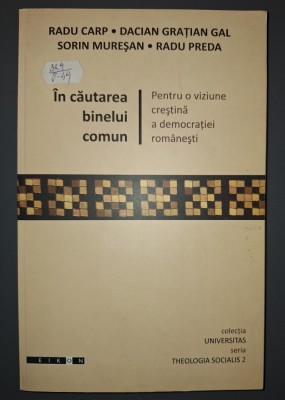 RADU CARP • DACIAN GRAȚIAN GAL
SORIN MUREȘAN • RADU PREDA
În căutarea
binelui
comun
Pentru o viziune
creștină
a democrației
românești
colecția
UNIVERSITAS
seria
THEOLOGIA SOCIALIS 2
EIKON